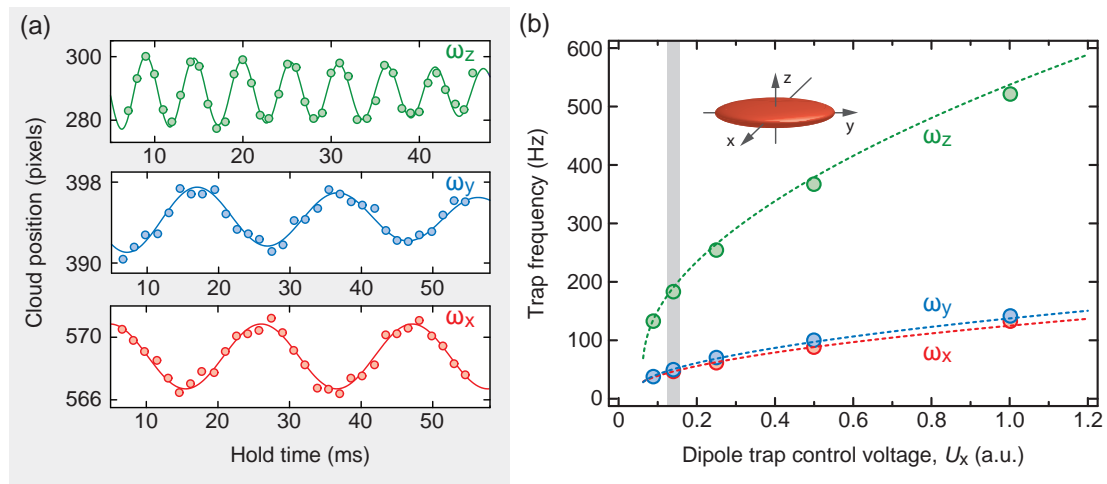 (a)
300
280
ωz
10
20
30
40
398
390
ωy
10
20
30
40
50
570
566
ωx
10
20
30
40
50
Cloud position (pixels)
Hold time (ms)
(b)
600
500
400
300
200
100
0
Trap frequency (Hz)
z
y
x
ωz
ωy
ωx
0
0.2
0.4
0.6
0.8
1.0
1.2
Dipole trap control voltage, Ux (a.u.)